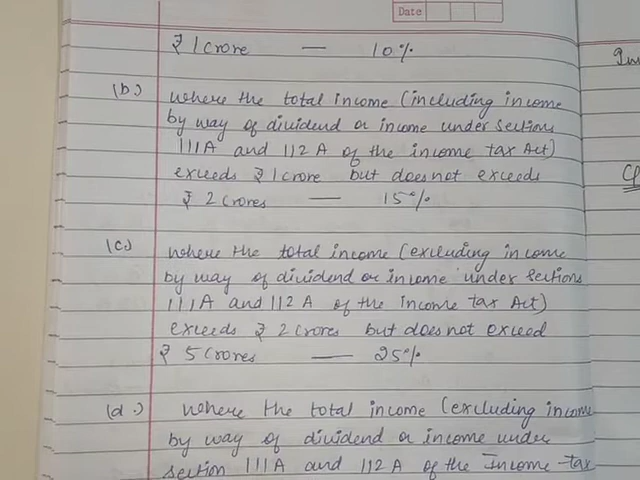 Date
₹ 1 crore — 10%
(b) where the total income (including income
by way of dividend or income under sections
111A and 112A of the income tax Act)
exceeds ₹ 1 crore but does not exceeds
₹ 2 crores — 15%
(c) where the total income (excluding income
by way of dividend or income under sections
111A and 112A of the Income tax Act)
exceeds ₹ 2 crores but does not exceed
₹ 5 crores — 25%
(d.) where the total income (excluding income
by way of dividend or income under
section 111A and 112A of the Income-tax